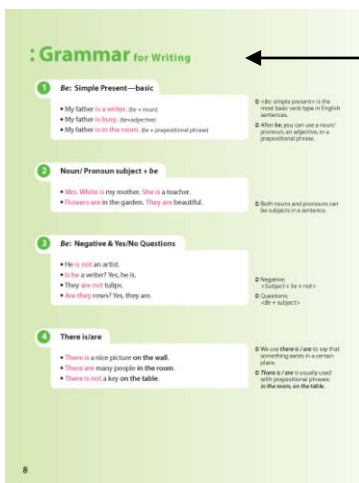 : Grammar for Writing
1 Be: Simple Present—basic
• My father is a writer. (be + noun)
• My father is busy. (be+adjective)
• My father is in the room. (be + prepositional phrase)
<Be: simple present> is the
most basic verb type in English
sentences.
After be, you can use a noun/
pronoun, an adjective, or a
prepositional phrase.
2 Noun/ Pronoun subject + be
• Mrs. White is my mother. She is a teacher.
• Flowers are in the garden. They are beautiful.
Both nouns and pronouns can
be subjects in a sentence.
3 Be: Negative & Yes/No Questions
• He is not an artist.
• Is he a writer? Yes, he is.
• They are not tulips.
• Are they roses? Yes, they are.
Negative:
<Subject + be + not>
Questions:
<Be + subject>
4 There is/are
• There is a nice picture on the wall.
• There are many people in the room.
• There is not a key on the table.
We use there is / are to say that
something exists in a certain
place.
There is / are is usually used
with prepositional phrases:
in the room, on the table.
8